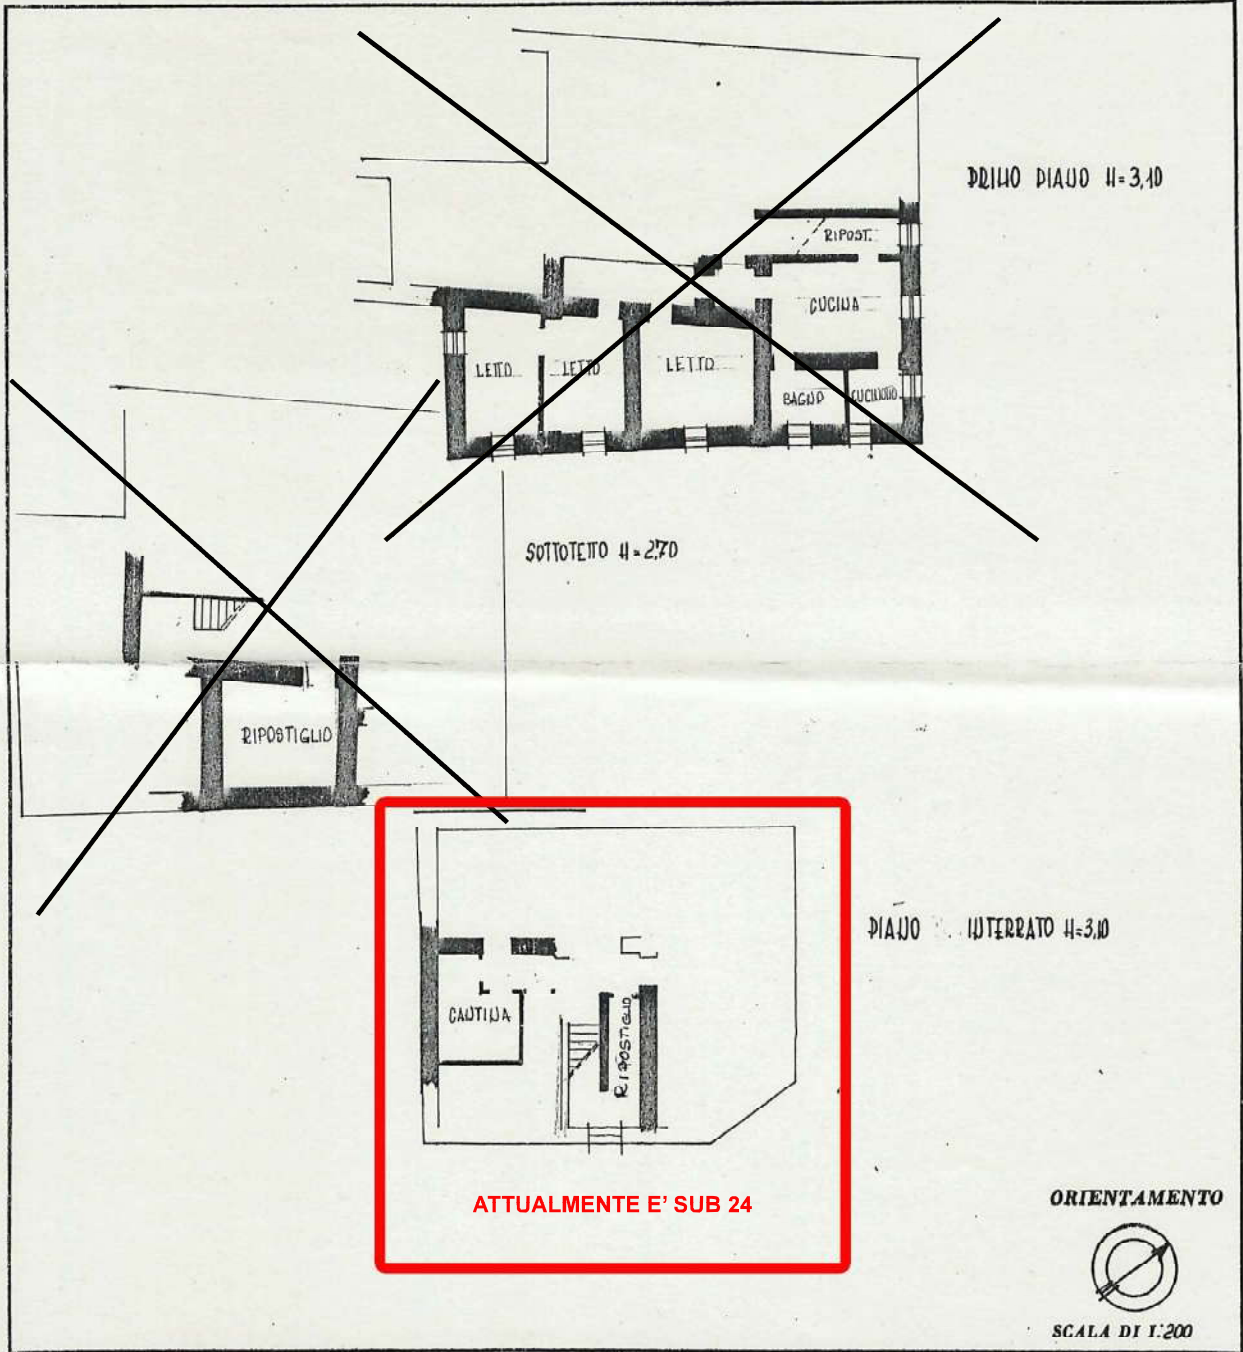 PRIMO PIANO H=3,10
RIPOST.
CUCINA
LETTO
LETTO
LETTO
BAGNO
CUCINOTTO
SOTTOTETTO H=2,70
RIPOSTIGLIO
PIANO INTERRATO H=3,10
CANTINA
RIPOSTIGLIO
ATTUALMENTE E' SUB 24
ORIENTAMENTO
SCALA DI 1:200